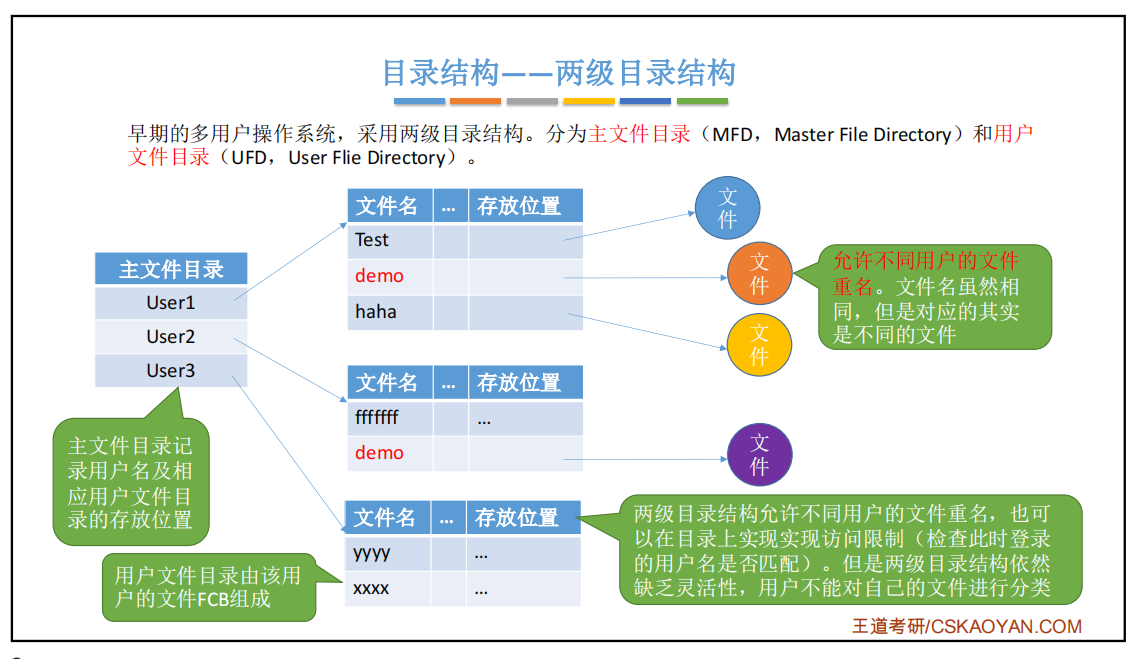 目录结构——两级目录结构
早期的多用户操作系统，采用两级目录结构。分为主文件目录（MFD，Master File Directory）和用户
文件目录（UFD，User Flie Directory）。
文件名 ... 存放位置
Test
demo
haha
文
件
文
件
文
件
允许不同用户的文件
重名。文件名虽然相
同，但是对应的其实
是不同的文件
主文件目录
User1
User2
User3
文件名 ... 存放位置
fffffff ...
demo
文
件
主文件目录记
录用户名及相
应用户文件目
录的存放位置
文件名 ... 存放位置
yyyy ...
xxxx ...
用户文件目录由该用
户的文件FCB组成
两级目录结构允许不同用户的文件重名，也可
以在目录上实现实现访问限制（检查此时登录
的用户名是否匹配）。但是两级目录结构依然
缺乏灵活性，用户不能对自己的文件进行分类
王道考研/CSKAOYAN.COM